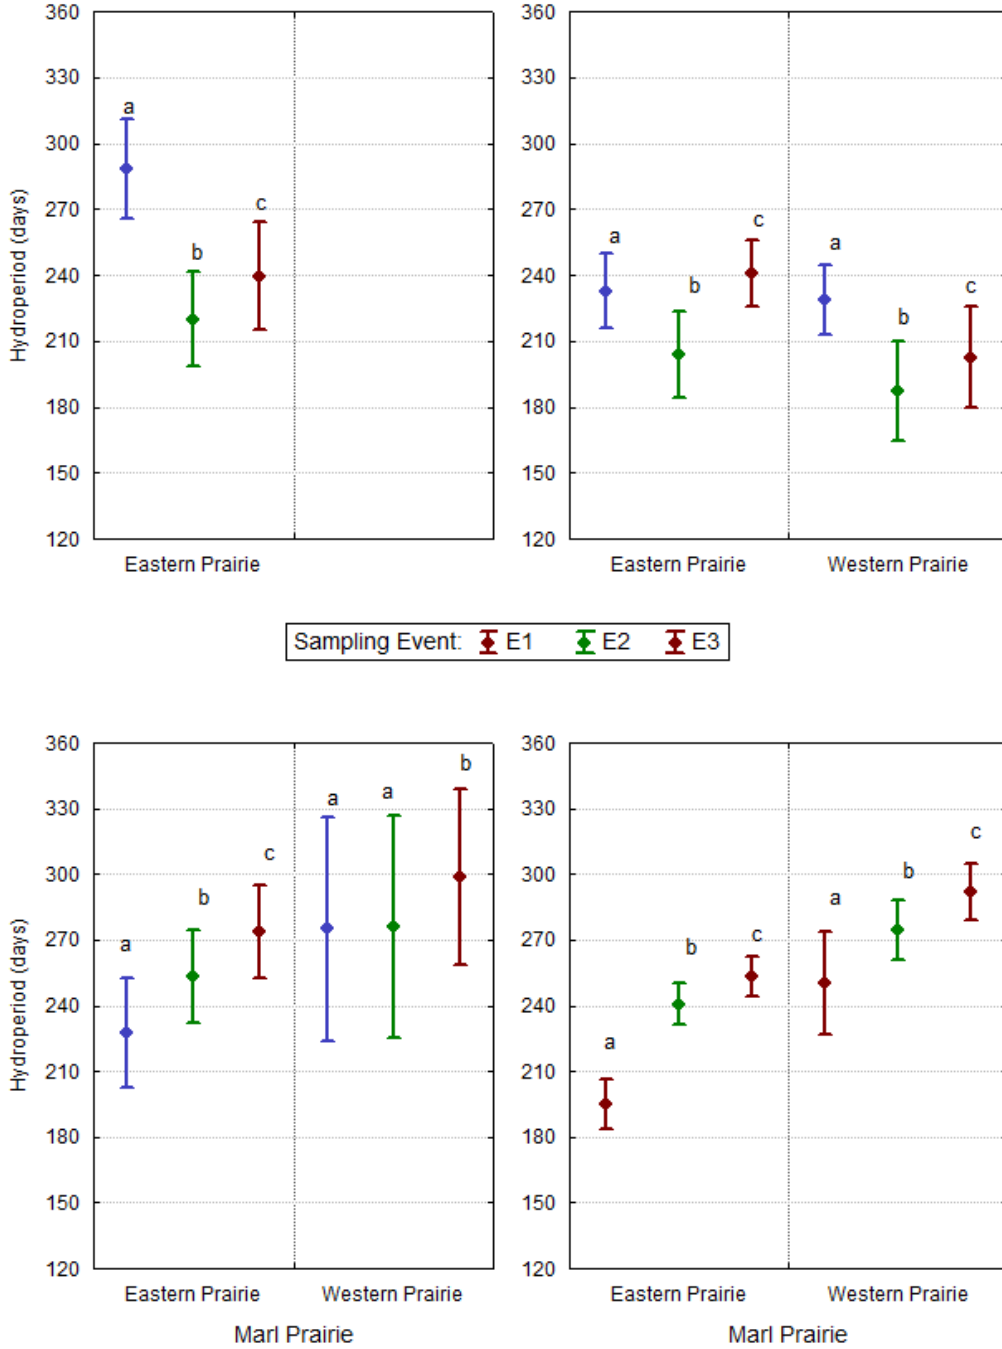 360
330
300
270
240
210
180
150
120
Hydroperiod (days)
a
b
c
Eastern Prairie
360
330
300
270
240
210
180
150
120
a
b
c
a
b
c
Eastern Prairie Western Prairie
Sampling Event: E1 E2 E3
360
330
300
270
240
210
180
150
120
Hydroperiod (days)
a
b
c
a
a
b
Eastern Prairie Western Prairie
Marl Prairie
360
330
300
270
240
210
180
150
120
a
b
c
a
b
c
Eastern Prairie Western Prairie
Marl Prairie